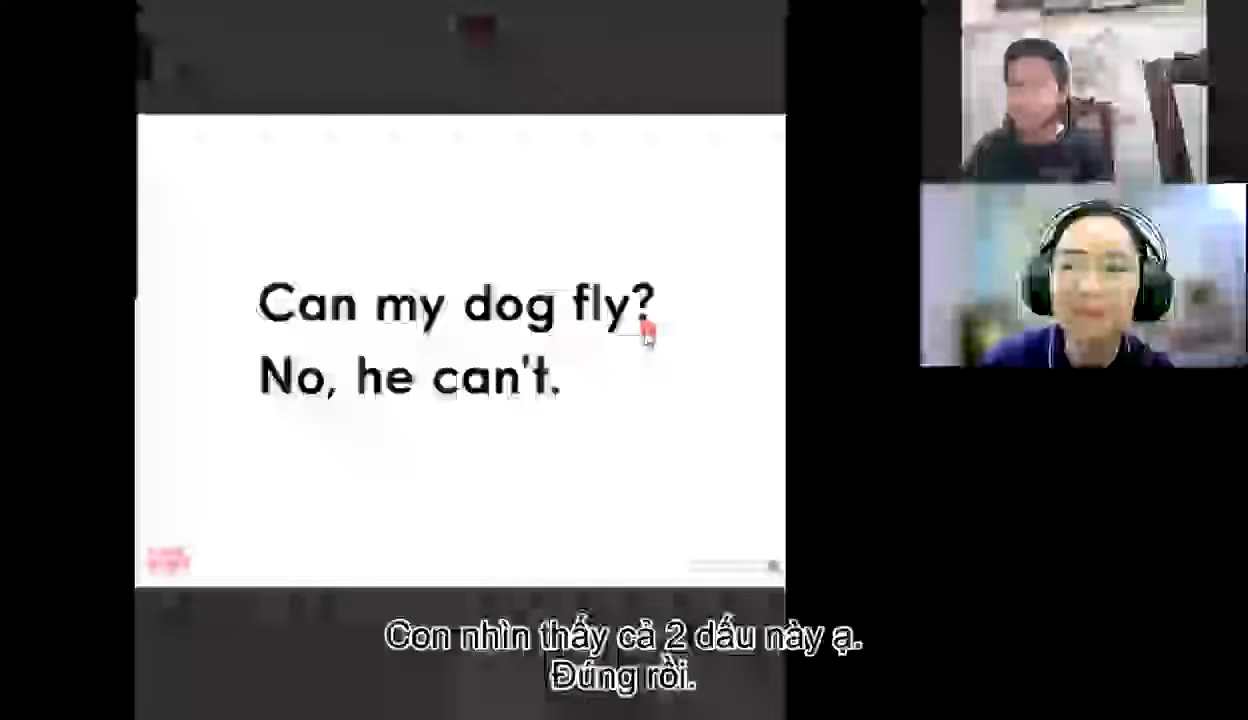 Can my dog fly?
No, he can't.
Con nhìn thấy cả 2 dấu này ạ.
Đúng rồi.